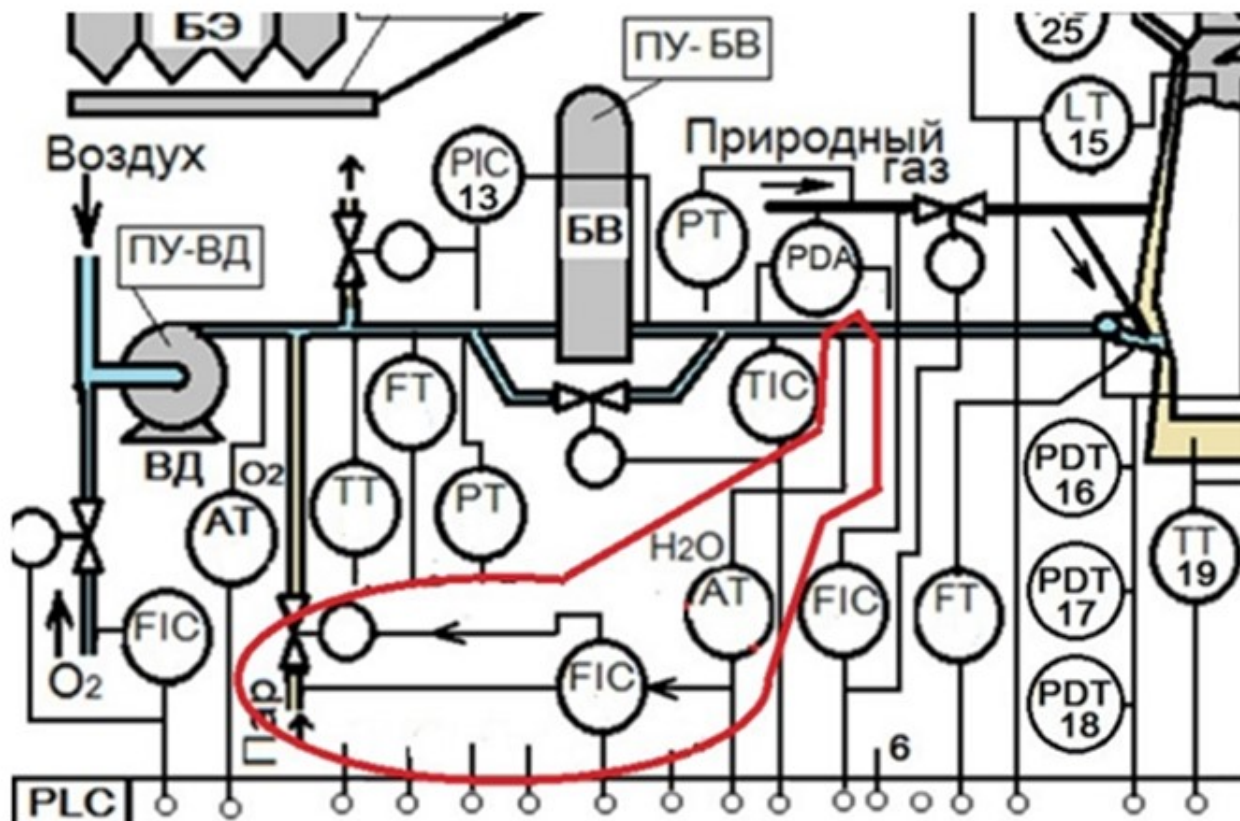 БЭ
ПУ-БВ
25
LT
15
Воздух
PIC
13
Природный
газ
ПУ-ВД
БВ
PT
PDA
FT
TIC
ВД
O2
AT
TT
PT
PDT
16
H2O
AT
FIC
FT
TT
19
PDT
17
FIC
O2
Пар
FIC
PDT
18
6
PLC